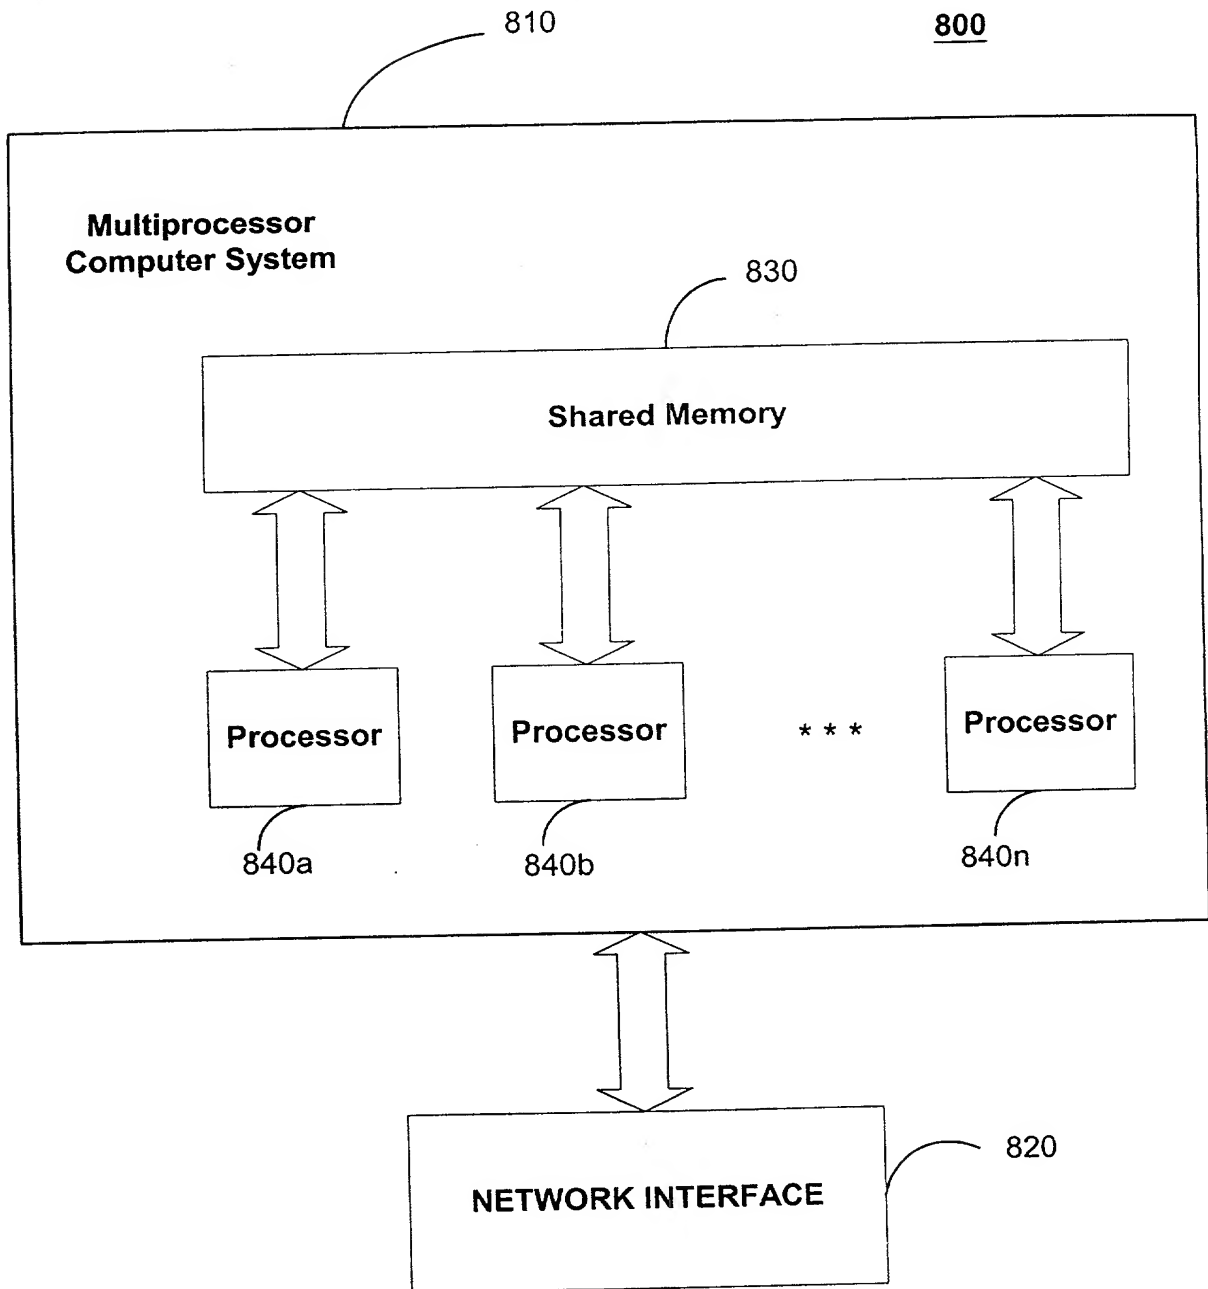 810
800
Multiprocessor
Computer System
830
Shared Memory
Processor
Processor
* * *
Processor
840a
840b
840n
820
NETWORK INTERFACE